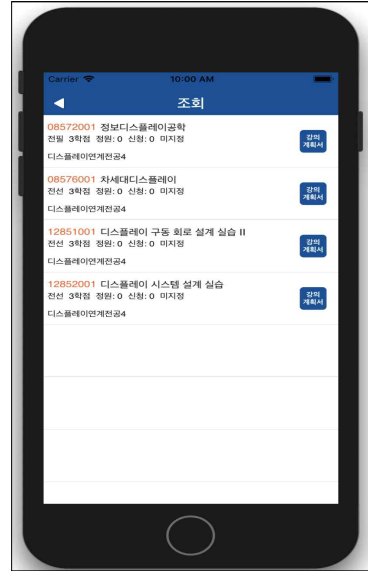 Carrier 10:00 AM
조회
08572001 정보디스플레이공학
전필 3학점 정원: 0 신청: 0 미지정
디스플레이연계전공4
강의
계획서
08576001 차세대디스플레이
전선 3학점 정원: 0 신청: 0 미지정
디스플레이연계전공4
강의
계획서
12851001 디스플레이 구동 회로 설계 실습 II
전선 3학점 정원: 0 신청: 0 미지정
디스플레이연계전공4
강의
계획서
12852001 디스플레이 시스템 설계 실습
전선 3학점 정원: 0 신청: 0 미지정
디스플레이연계전공4
강의
계획서